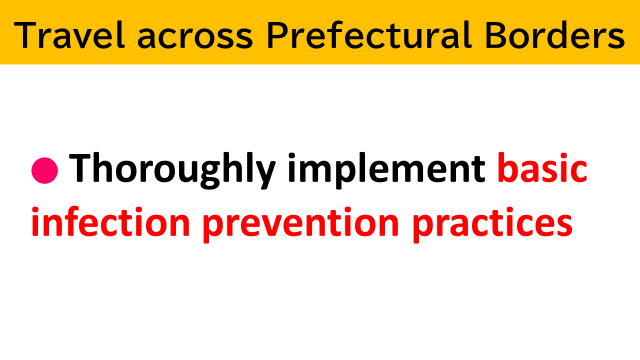 Travel across Prefectural Borders
● Thoroughly implement basic
infection prevention practices